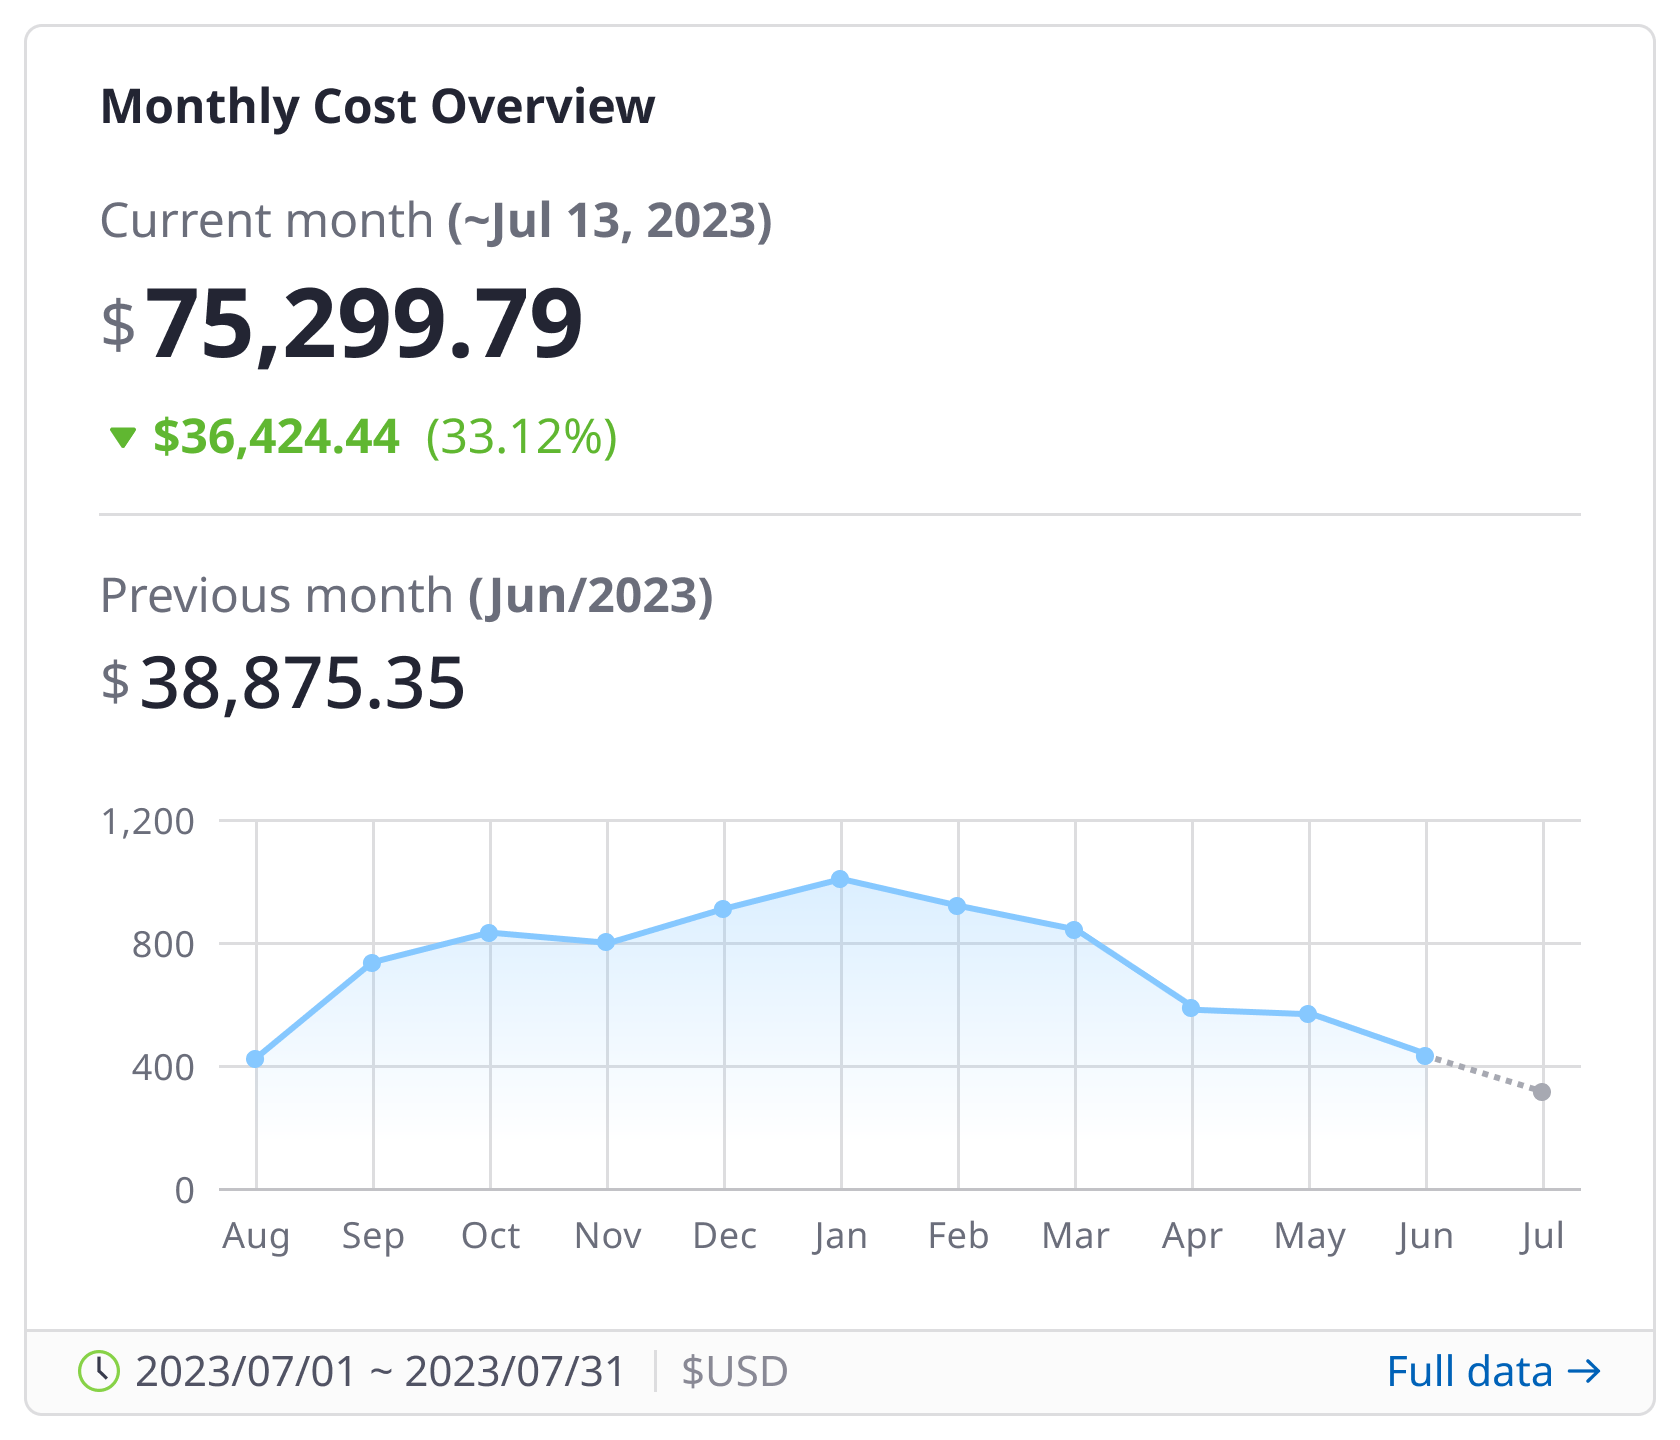 Monthly Cost Overview
Current month (~Jul 13, 2023)
$ 75,299.79
$36,424.44 (33.12%)
Previous month (Jun/2023)
$ 38,875.35
1,200
800
400
0
Aug Sep Oct Nov Dec Jan Feb Mar Apr May Jun Jul
2023/07/01 ~ 2023/07/31 $USD Full data →